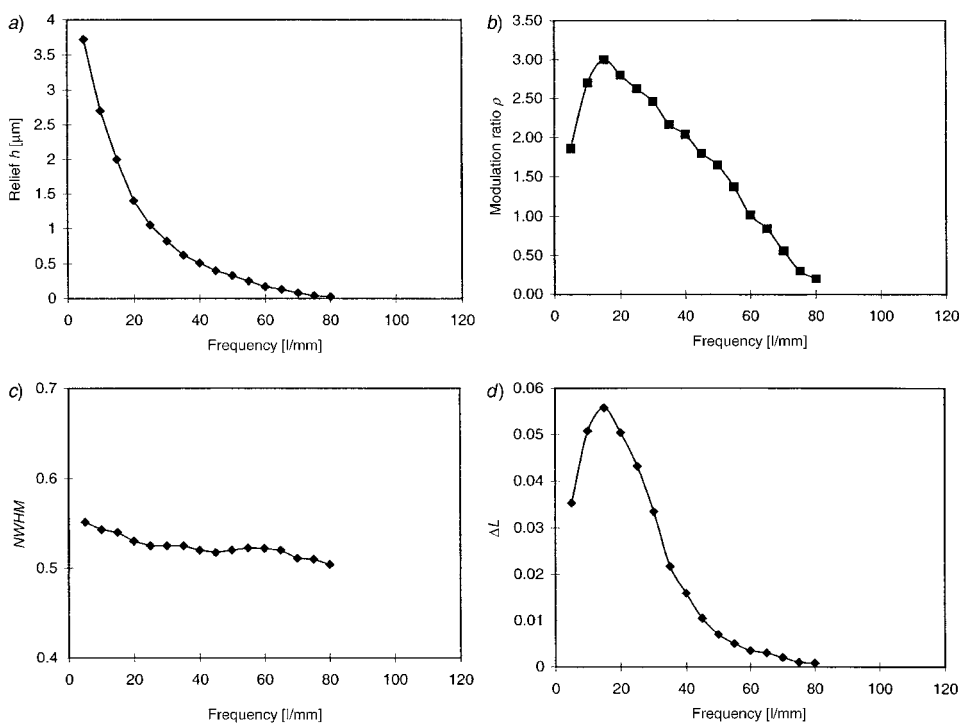 a)
Relief h [µm]
4
3.5
3
2.5
2
1.5
1
0.5
0
0 20 40 60 80 100 120
Frequency [l/mm]
b)
Modulation ratio ρ
3.50
3.00
2.50
2.00
1.50
1.00
0.50
0.00
0 20 40 60 80 100 120
Frequency [l/mm]
c)
NWHM
0.7
0.6
0.5
0.4
0 20 40 60 80 100 120
Frequency [l/mm]
d)
ΔL
0.06
0.05
0.04
0.03
0.02
0.01
0
0 20 40 60 80 100 120
Frequency [l/mm]